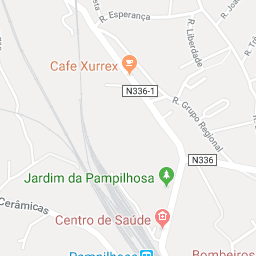 R. Esperança
R. Liberdade
Cafe Xurrex
N336-1
R. Grupo Regional
N336
Jardim da Pampilhosa
Cerâmicas
Centro de Saúde
Bombeiros